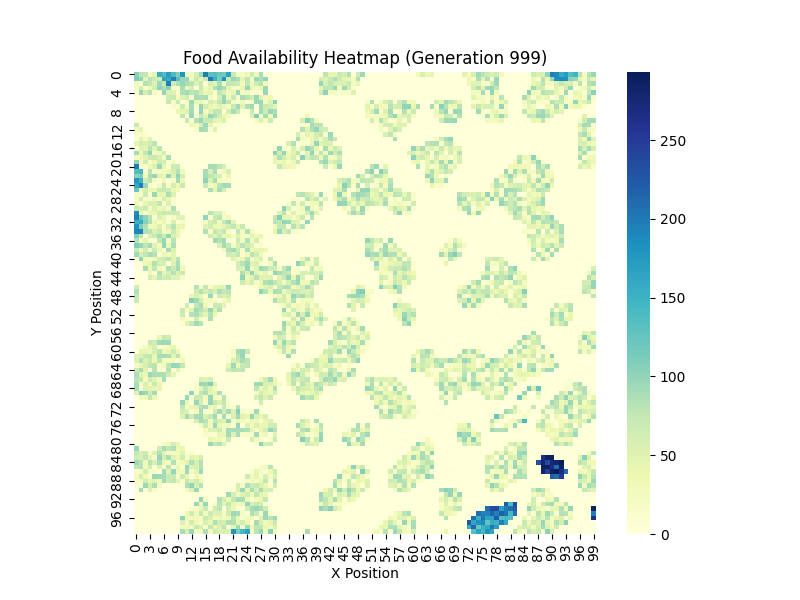 Food Availability Heatmap (Generation 999)
Y Position
0 4 8 12 16 20 24 28 32 36 40 44 48 52 56 60 64 68 72 76 80 84 88 92 96
0 3 6 9 12 15 18 21 24 27 30 33 36 39 42 45 48 51 54 57 60 63 66 69 72 75 78 81 84 87 90 93 96 99
X Position
250
200
150
100
50
0